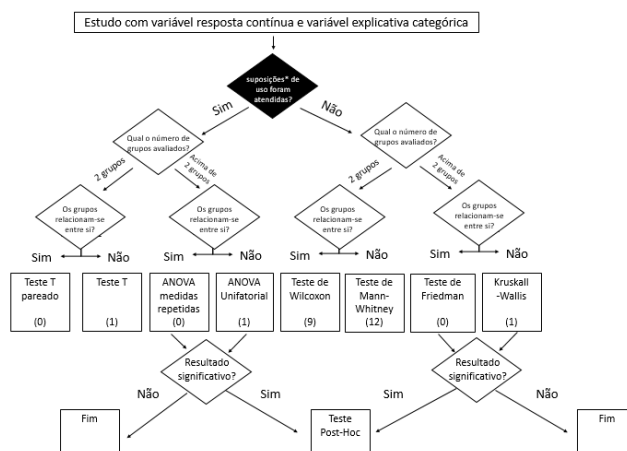 Estudo com variável resposta contínua e variável explicativa categórica
suposições* de
uso foram
atendidas?
Sim
Não
Qual o número de
grupos avaliados?
Qual o número de
grupos avaliados?
2 grupos
Acima de
2 grupos
2 grupos
Acima de
2 grupos
Os grupos
relacionam-se
entre si?
Os grupos
relacionam-se
entre si?
Os grupos
relacionam-se
entre si?
Os grupos
relacionam-se
entre si?
Sim
Não
Sim
Não
Sim
Não
Sim
Não
Teste T
pareado
(0)
Teste T
(1)
ANOVA
medidas
repetidas
(0)
ANOVA
Unifatorial
(1)
Teste de
Wilcoxon
(9)
Teste de
Mann-
Whitney
(12)
Teste de
Friedman
(0)
Kruskall
-Wallis
(1)
Resultado
significativo?
Resultado
significativo?
Não
Sim
Sim
Não
Fim
Teste
Post-Hoc
Fim